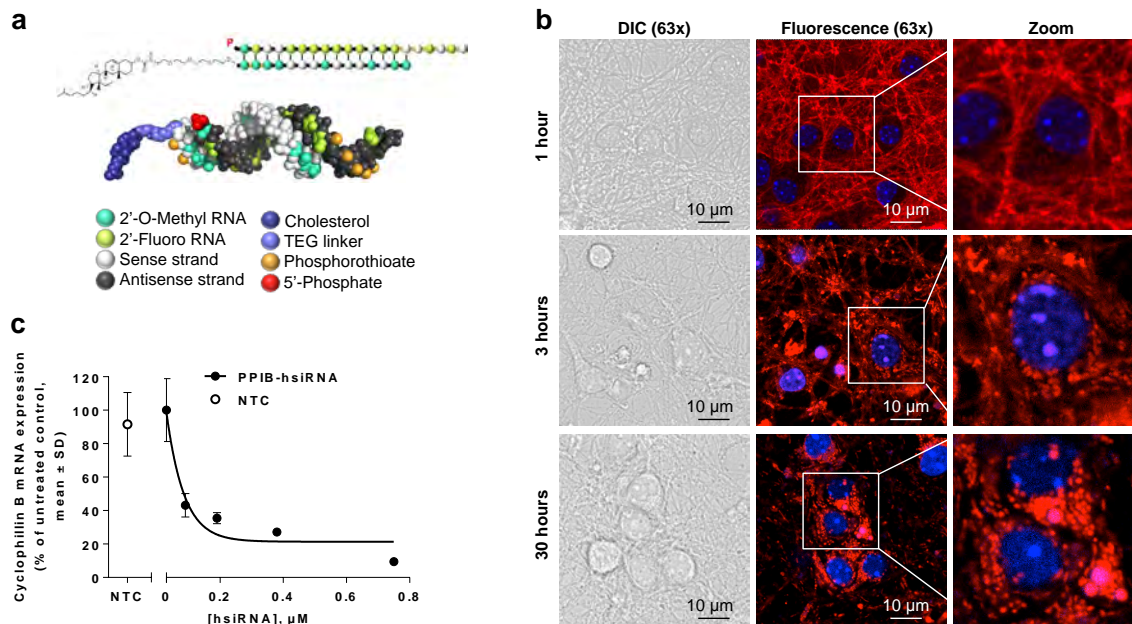 a
P
2'-O-Methyl RNA
2'-Fluoro RNA
Sense strand
Antisense strand
Cholesterol
TEG linker
Phosphorothioate
5'-Phosphate
b
DIC (63x)
Fluorescence (63x)
Zoom
1 hour
10 µm
10 µm
3 hours
10 µm
10 µm
30 hours
10 µm
10 µm
c
Cyclophillin B mRNA expression
(% of untreated control,
mean ± SD)
120
100
80
60
40
20
0
PPIB-hsiRNA
NTC
NTC
0
0.2
0.4
0.6
0.8
[hsiRNA], µM